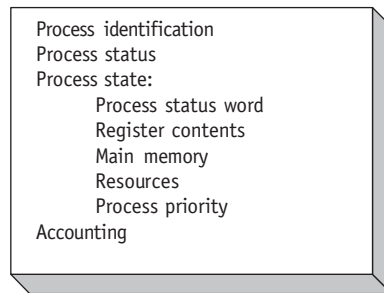 Process identification
Process status
Process state:
Process status word
Register contents
Main memory
Resources
Process priority
Accounting